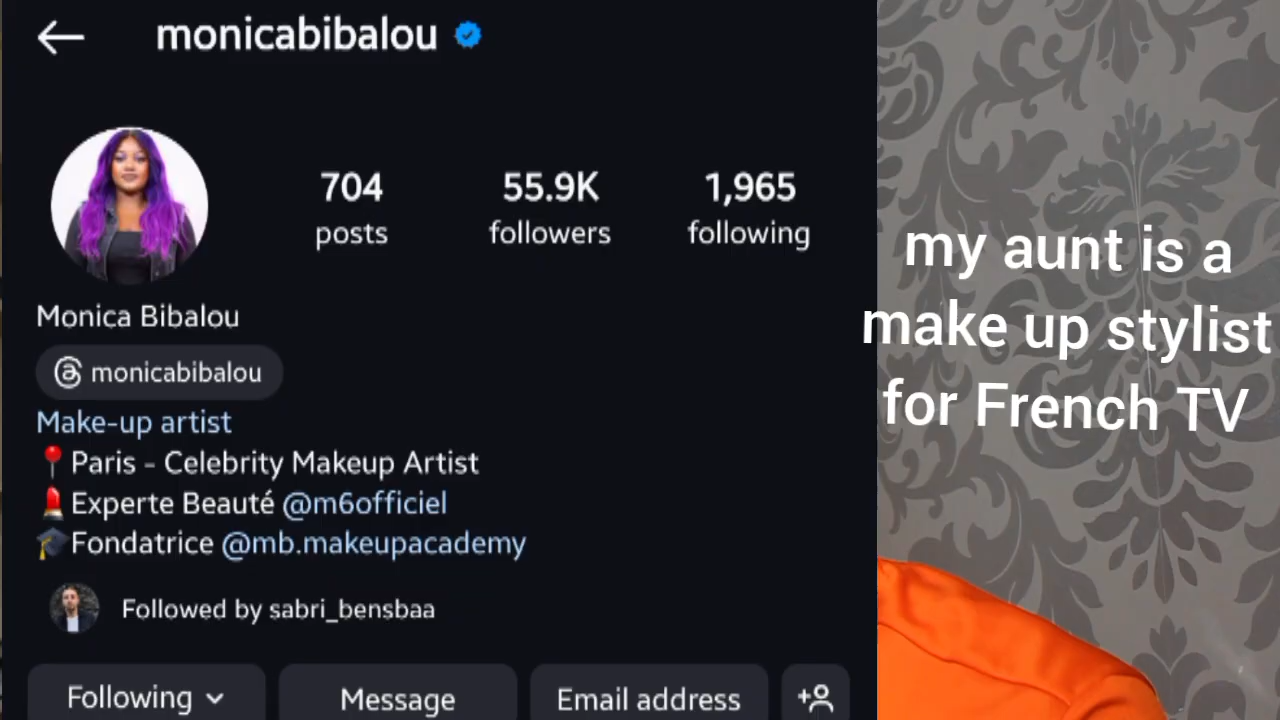 monicabibalou
704
55.9K
1,965
posts
followers
following
Monica Bibalou
monicabibalou
Make-up artist
📍Paris - Celebrity Makeup Artist
💄Experte Beauté @m6officiel
🎓Fondatrice @mb.makeupacademy
Followed by sabri_bensbaa
Following
Message
Email address
my aunt is a
make up stylist
for French TV